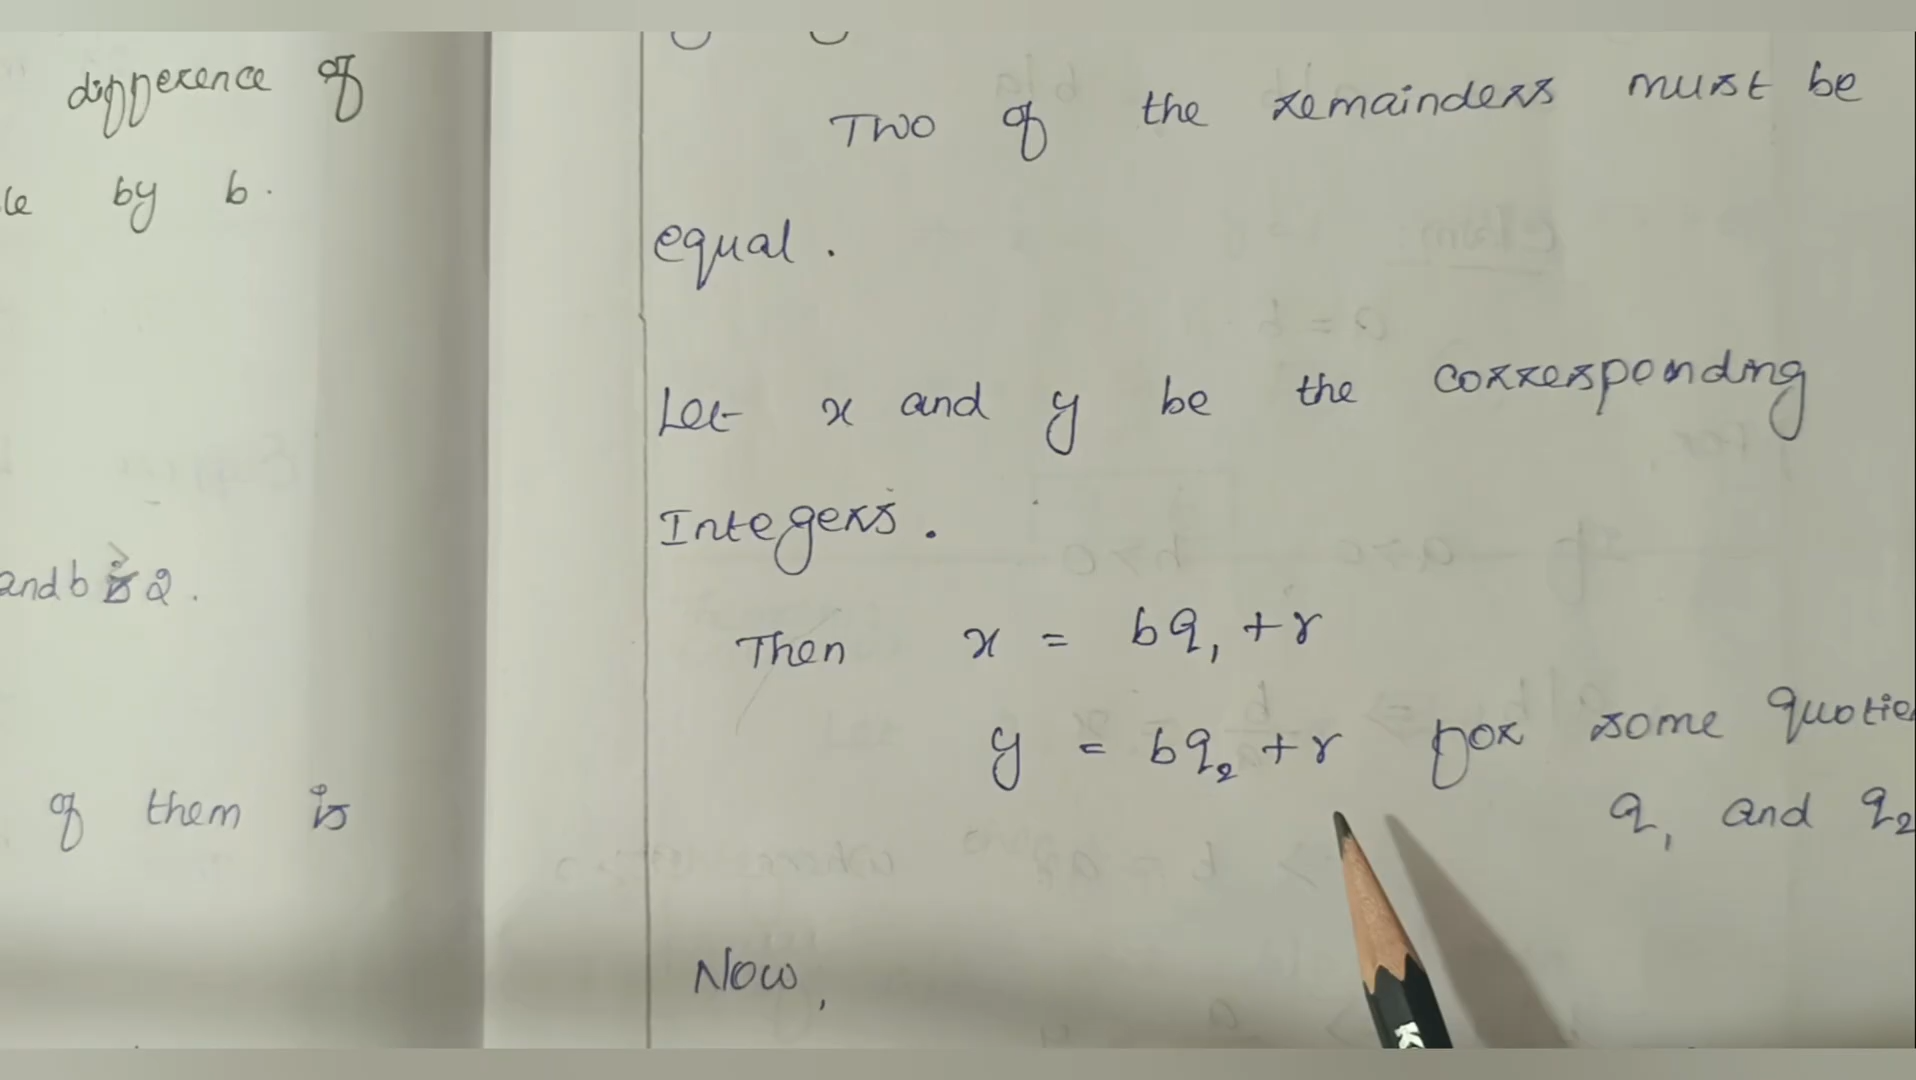 difference of
by b.
and b ≥ 2.
of them is
Two of the remainders must be
equal.
Let x and y be the corresponding
Integers.
Then x = bq₁ + r
y = bq₂ + r for some quotie
q₁ and q₂
Now,